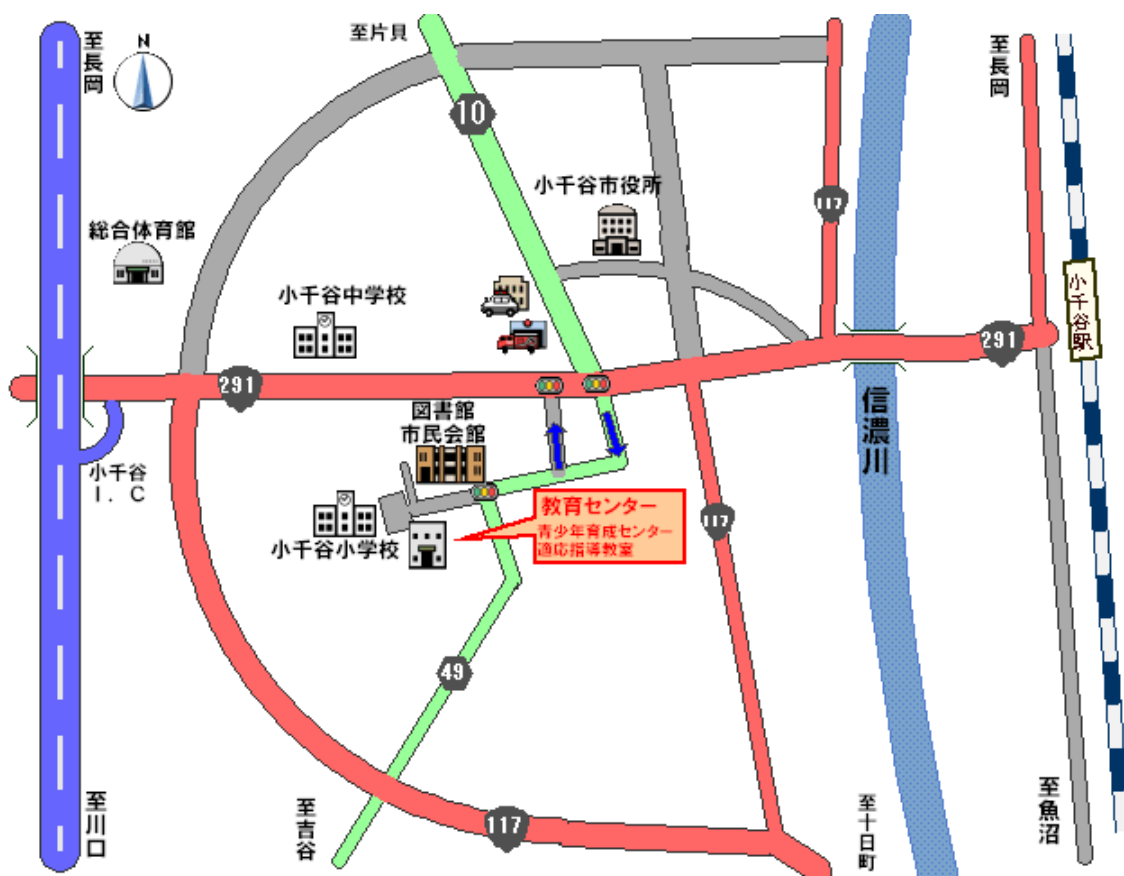 至長岡
N
至片貝
10
至長岡
小千谷市役所
117
総合体育館
小千谷中学校
小千谷駅
291
291
図書館
市民会館
信濃川
小千谷
I.C
教育センター
青少年育成センター
適応指導教室
117
小千谷小学校
49
至川口
至吉谷
117
至十日町
至魚沼